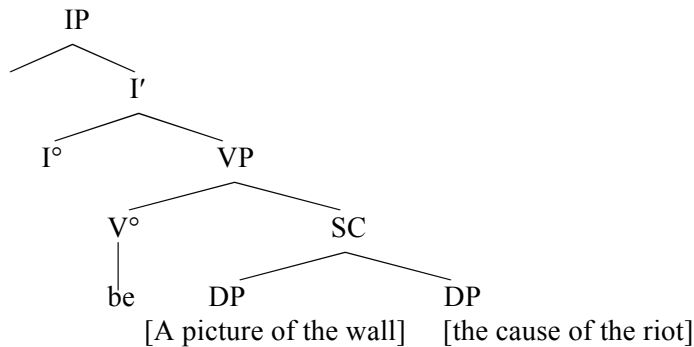 IP
I′
I° VP
V° SC
be DP DP
[A picture of the wall] [the cause of the riot]